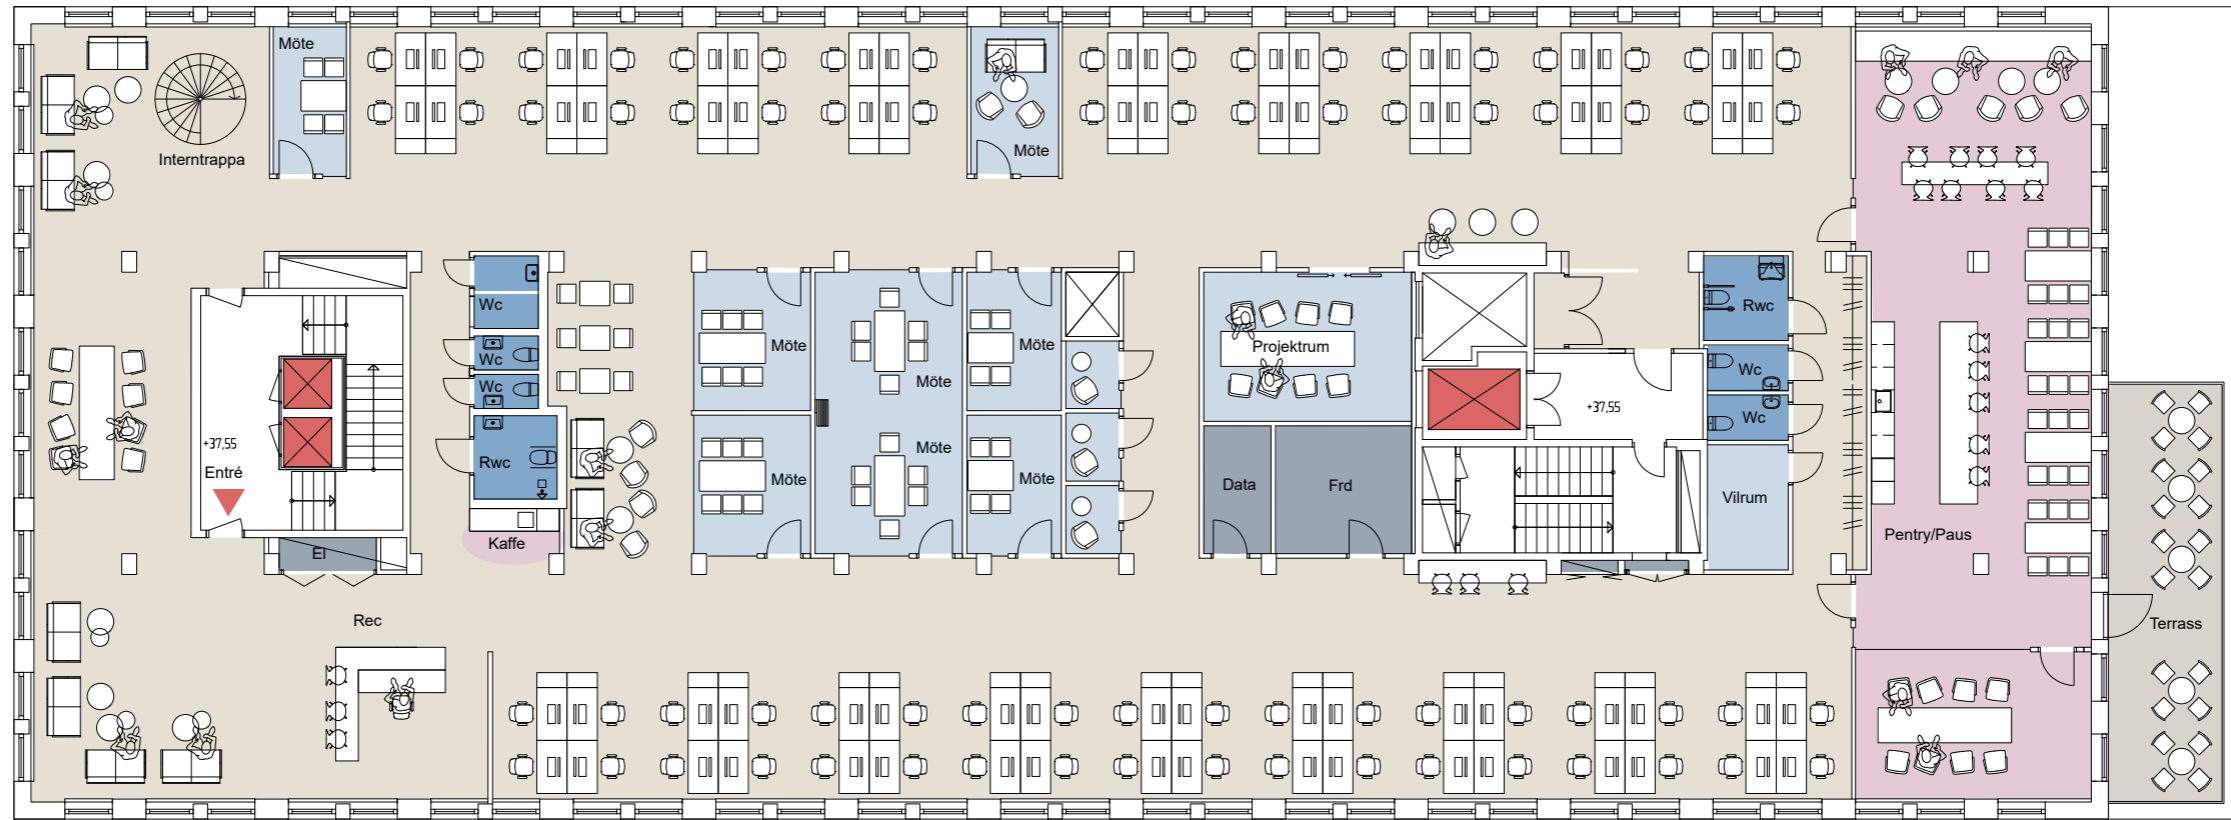 Möte
Möte
Interntrappa
Wc
Wc
Wc
Rwc
Kaffe
+37,55
Entré
El
Rec
Möte
Möte
Möte
Möte
Möte
Möte
Projektrum
Data
Frd
+37,55
Rwc
Wc
Wc
Vilrum
Pentry/Paus
Terrass